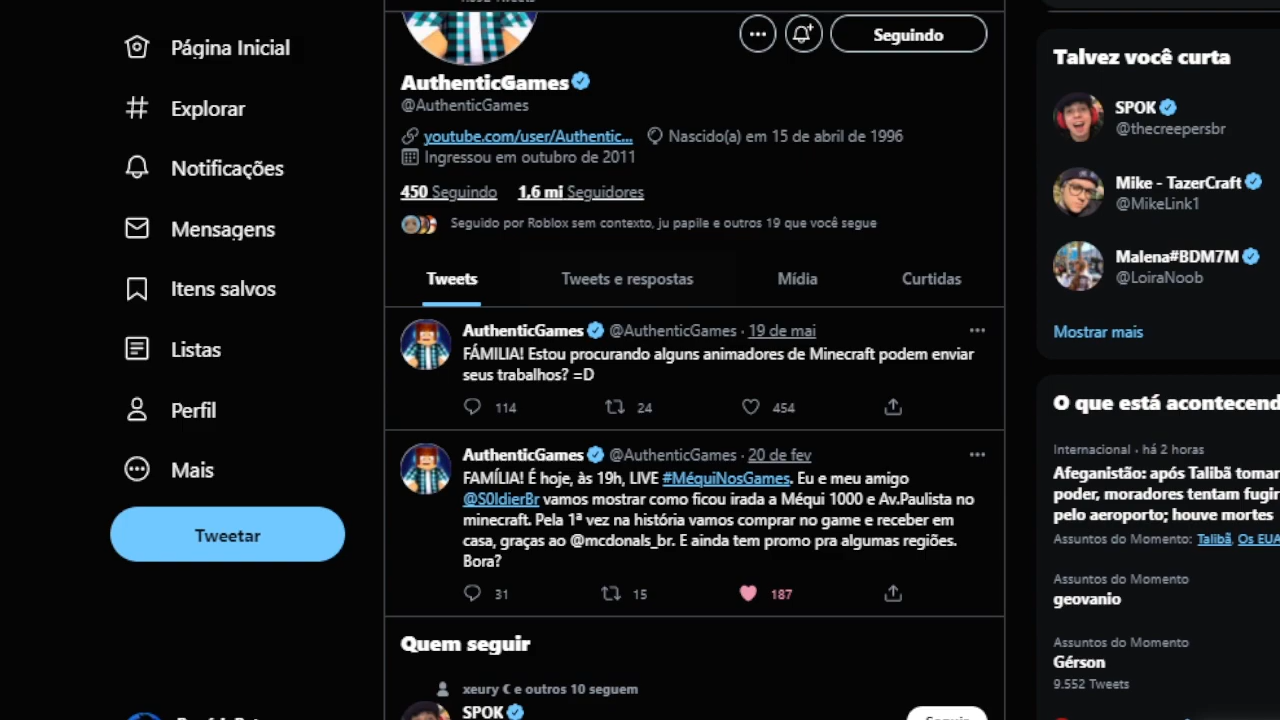 Página Inicial
Explorar
Notificações
Mensagens
Itens salvos
Listas
Perfil
Mais
Tweetar
Seguindo
AuthenticGames
@AuthenticGames
youtube.com/user/Authentic... Nascido(a) em 15 de abril de 1996
Ingressou em outubro de 2011
450 Seguindo 1,6 mi Seguidores
Seguido por Roblox sem contexto, ju papile e outros 19 que você segue
Tweets Tweets e respostas Mídia Curtidas
AuthenticGames @AuthenticGames · 19 de mai
FÁMILIA! Estou procurando alguns animadores de Minecraft podem enviar
seus trabalhos? =D
114 24 454
AuthenticGames @AuthenticGames · 20 de fev
FAMÍLIA! É hoje, às 19h, LIVE #MéquiNosGames. Eu e meu amigo
@S0ldierBr vamos mostrar como ficou irada a Méqui 1000 e Av.Paulista no
minecraft. Pela 1ª vez na história vamos comprar no game e receber em
casa, graças ao @mcdonals_br. E ainda tem promo pra algumas regiões.
Bora?
31 15 187
Quem seguir
xeury € e outros 10 seguem
SPOK
Seguir
Talvez você curta
SPOK
@thecreepersbr
Mike - TazerCraft
@MikeLink1
Malena#BDM7M
@LoiraNoob
Mostrar mais
O que está acontecend
Internacional · há 2 horas
Afeganistão: após Talibã tomar
poder, moradores tentam fugir
pelo aeroporto; houve mortes
Assuntos do Momento: Talibã, Os EUA
Assuntos do Momento
geovanio
Assuntos do Momento
Gérson
9.552 Tweets